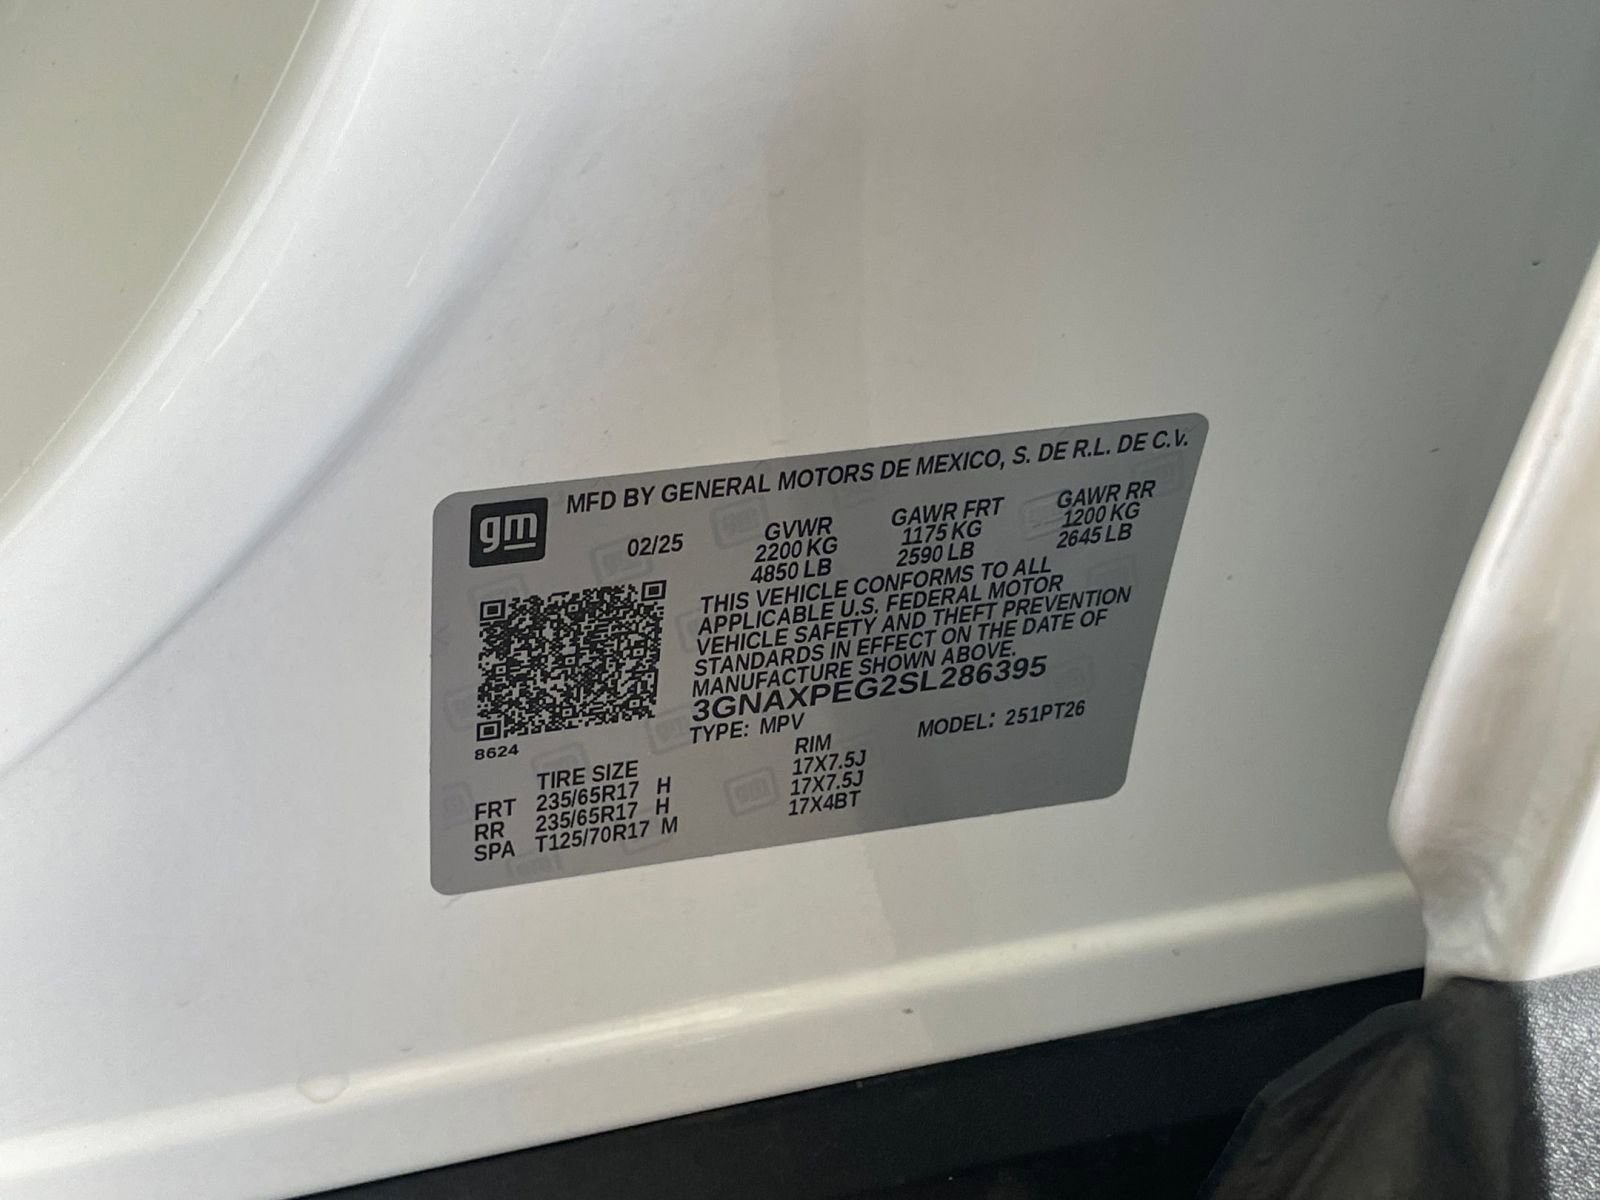 gm
MFD BY GENERAL MOTORS DE MEXICO, S. DE R.L. DE C.V.
02/25
GVWR GAWR FRT GAWR RR
2200 KG 1175 KG 1200 KG
4850 LB 2590 LB 2645 LB
THIS VEHICLE CONFORMS TO ALL
APPLICABLE U.S. FEDERAL MOTOR
VEHICLE SAFETY AND THEFT PREVENTION
STANDARDS IN EFFECT ON THE DATE OF
MANUFACTURE SHOWN ABOVE.
3GNAXPEG2SL286395
TYPE: MPV MODEL: 251PT26
8624
TIRE SIZE RIM
FRT 235/65R17 H 17X7.5J
RR 235/65R17 H 17X7.5J
SPA T125/70R17 M 17X4BT